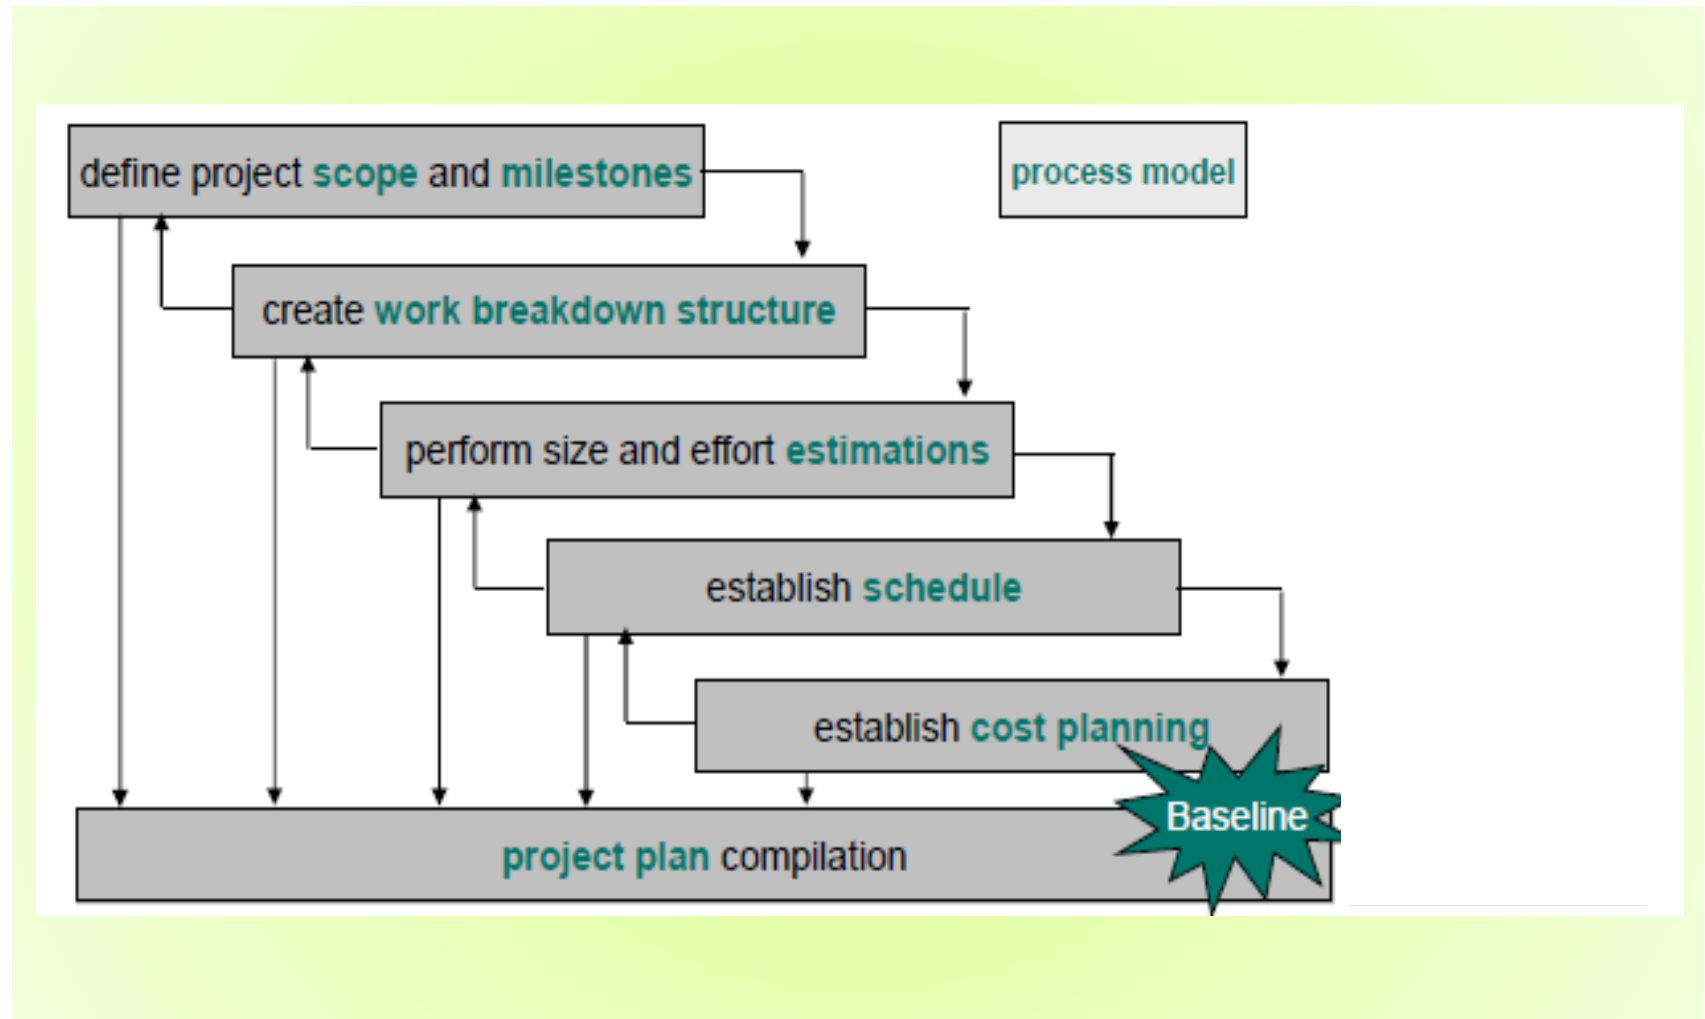 define project scope and milestones
process model
create work breakdown structure
perform size and effort estimations
establish schedule
establish cost planning
Baseline
project plan compilation